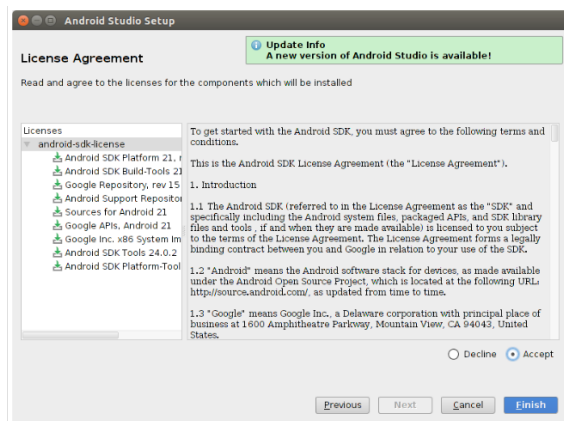 Android Studio Setup
Update Info
A new version of Android Studio is available!
License Agreement
Read and agree to the licenses for the components which will be installed
Licenses
android-sdk-license
Android SDK Platform 21, r
Android SDK Build-Tools 21
Google Repository, rev 15
Android Support Repositor
Sources for Android 21
Google APIs, Android 21
Google Inc. x86 System Im
Android SDK Tools 24.0.2
Android SDK Platform-Tool
To get started with the Android SDK, you must agree to the following terms and
conditions.
This is the Android SDK License Agreement (the "License Agreement").
1. Introduction
1.1 The Android SDK (referred to in the License Agreement as the "SDK" and
specifically including the Android system files, packaged APIs, and SDK library
files and tools , if and when they are made available) is licensed to you subject
to the terms of the License Agreement. The License Agreement forms a legally
binding contract between you and Google in relation to your use of the SDK.
1.2 "Android" means the Android software stack for devices, as made available
under the Android Open Source Project, which is located at the following URL:
http://source.android.com/, as updated from time to time.
1.3 "Google" means Google Inc., a Delaware corporation with principal place of
business at 1600 Amphitheatre Parkway, Mountain View, CA 94043, United
States.
Decline Accept
Previous Next Cancel Finish